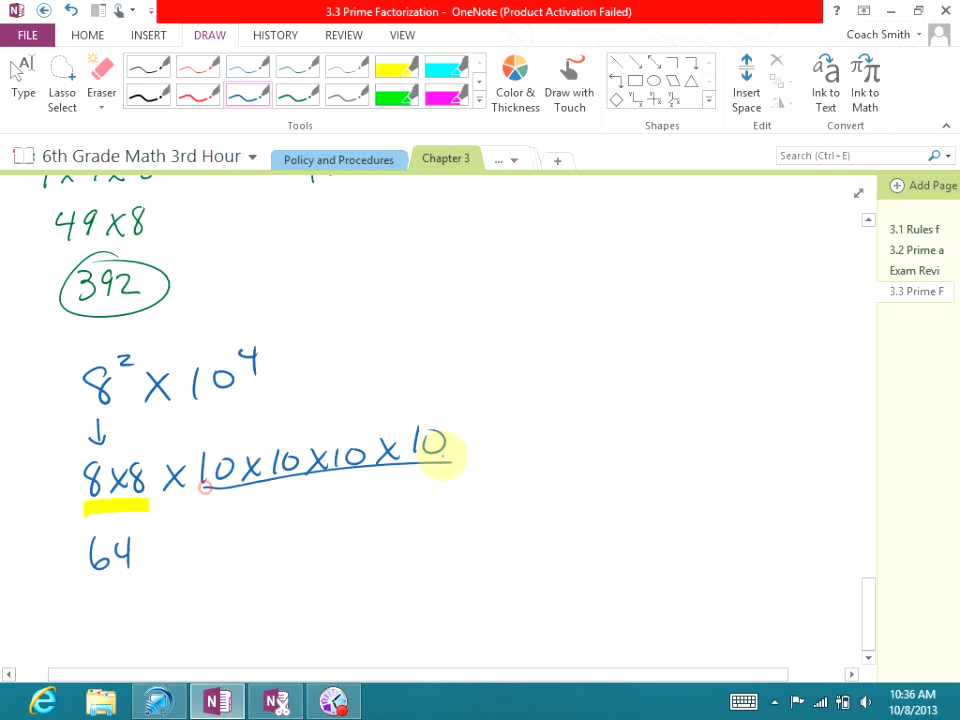 3.3 Prime Factorization - OneNote (Product Activation Failed)
?
FILE HOME INSERT DRAW HISTORY REVIEW VIEW Coach Smith
Type
Lasso Select
Eraser
Color & Thickness
Draw with Touch
Insert Space
Ink to Text
Ink to Math
Tools Shapes Edit Convert
6th Grade Math 3rd Hour Policy and Procedures Chapter 3 ... + Search (Ctrl+E)
Add Page
3.1 Rules f
3.2 Prime a
Exam Revi
3.3 Prime F
49 x 8
392
8² x 10⁴
8x8 x 10 x 10 x 10 x 10
64
10:36 AM
10/8/2013